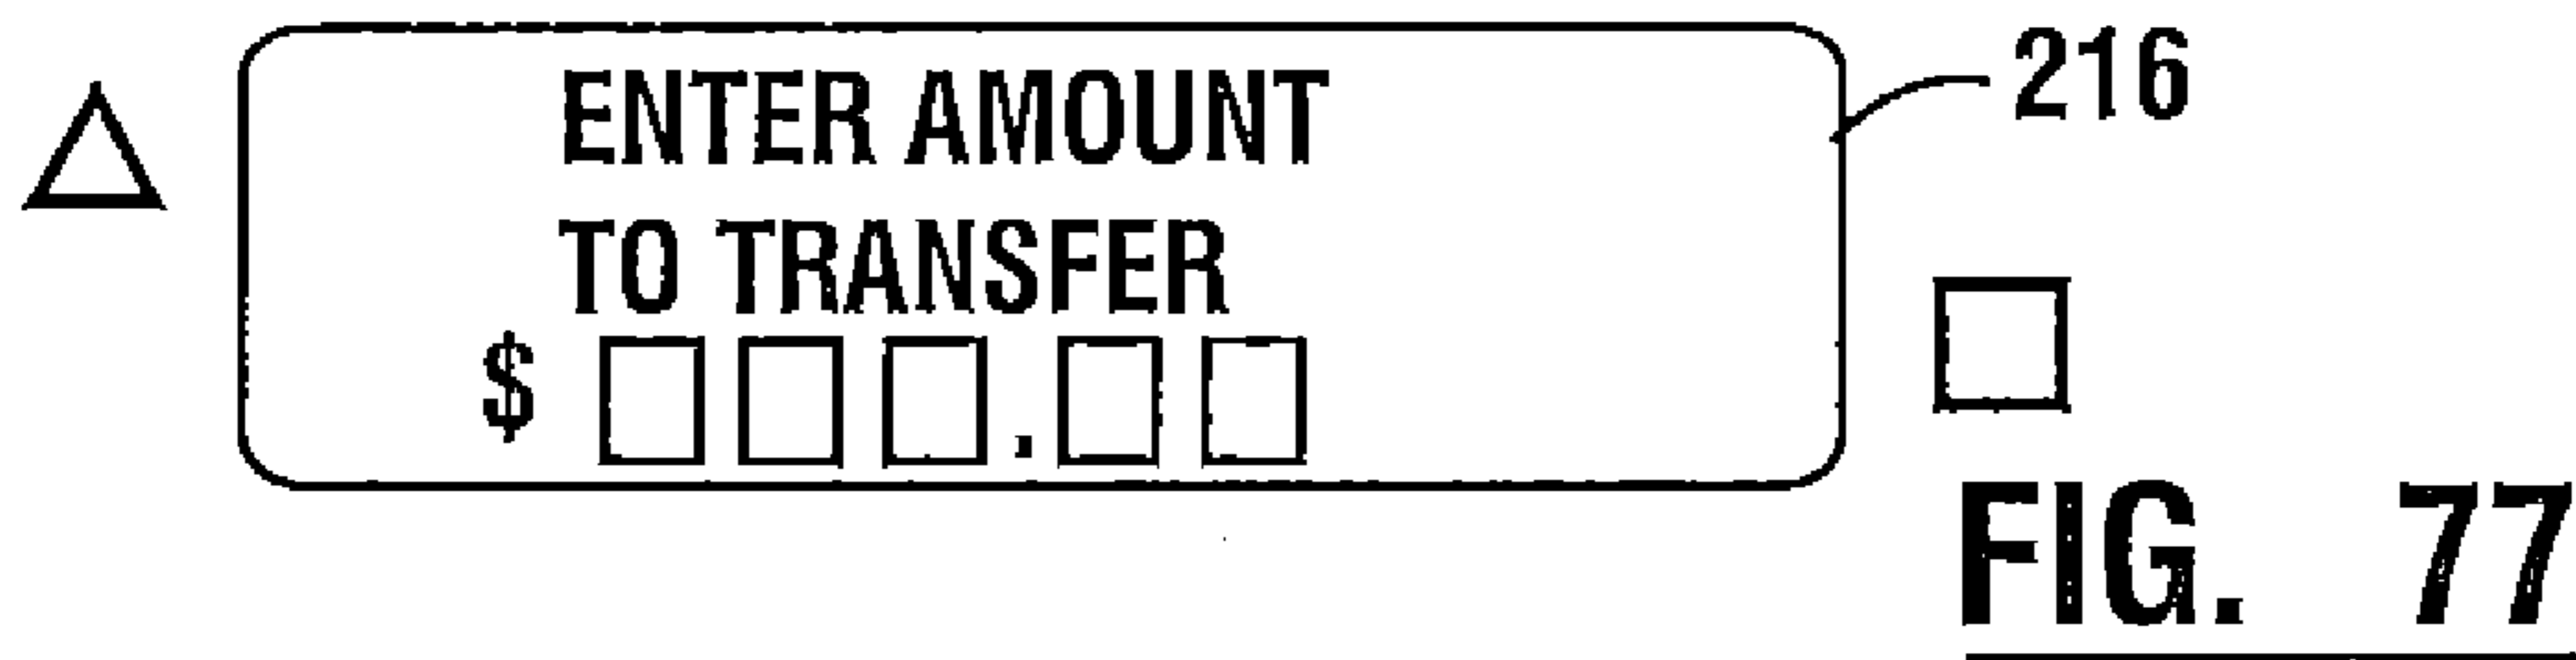 ENTER AMOUNT
TO TRANSFER
$ □ □ □ . □ □
216
FIG. 77